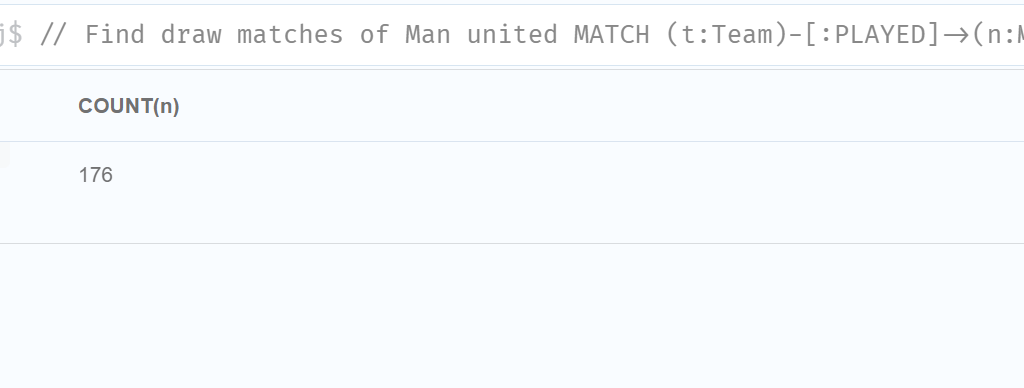 j$ // Find draw matches of Man united MATCH (t:Team)-[:PLAYED]->(n:M
COUNT(n)
176